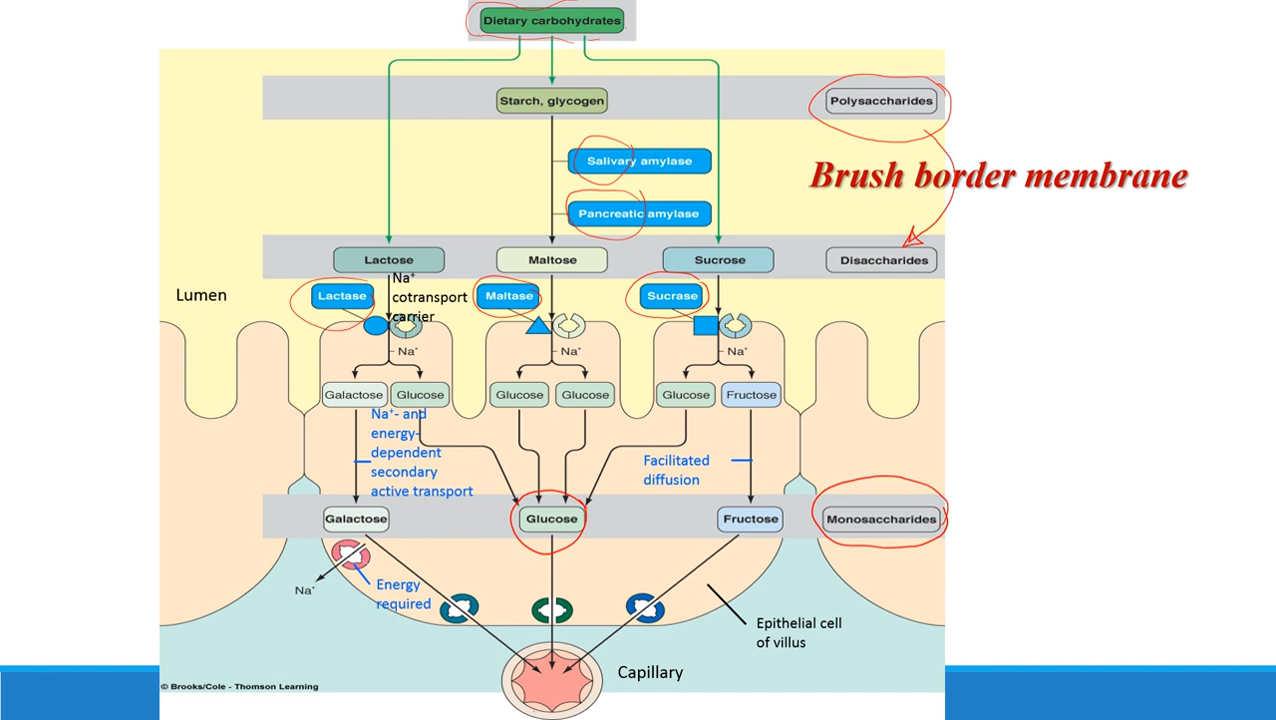 Dietary carbohydrates
Starch, glycogen
Polysaccharides
Salivary amylase
Brush border membrane
Pancreatic amylase
Lactose
Maltose
Sucrose
Disaccharides
Lumen
Lactase
Na⁺
cotransport
carrier
Maltase
Sucrase
Na⁺
Na⁺
Na⁺
Galactose
Glucose
Glucose
Glucose
Glucose
Fructose
Na⁺- and
energy-
dependent
secondary
active transport
Facilitated
diffusion
Galactose
Glucose
Fructose
Monosaccharides
Na⁺
Energy
required
Epithelial cell
of villus
Capillary
© Brooks/Cole - Thomson Learning